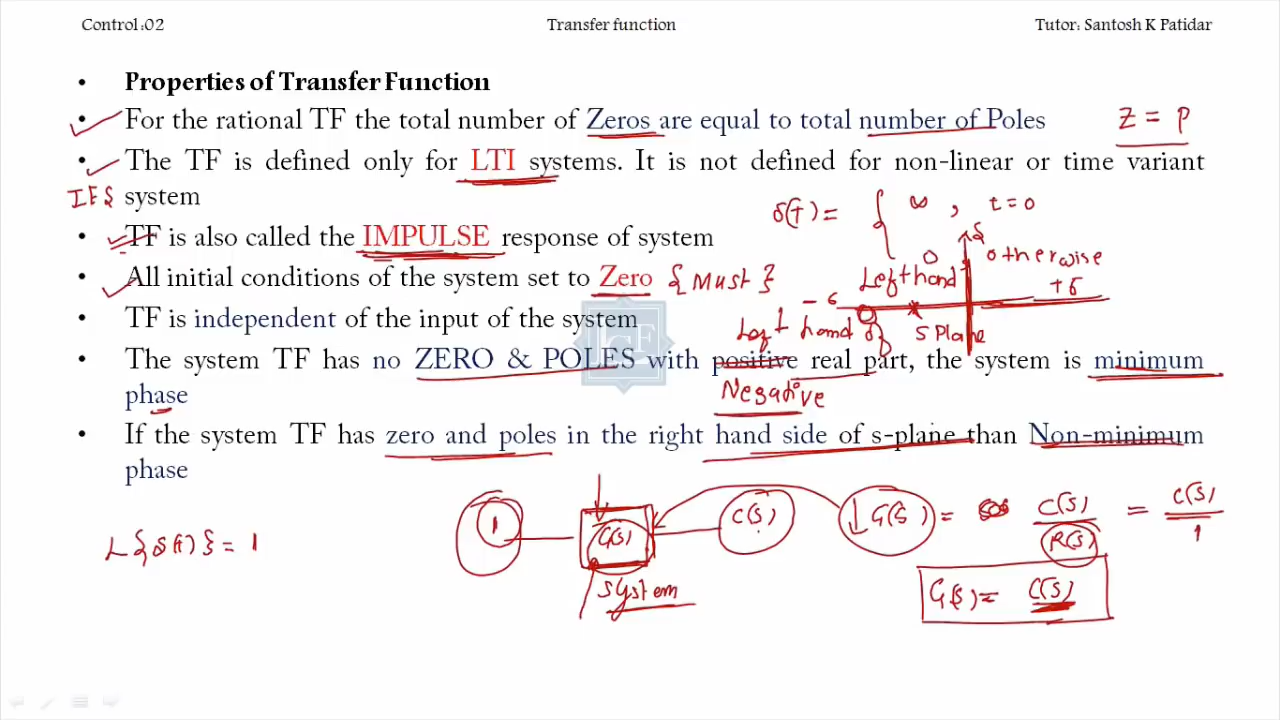 Control:02 Transfer function Tutor: Santosh K Patidar
• Properties of Transfer Function
• For the rational TF the total number of Zeros are equal to total number of Poles Z = P
• The TF is defined only for LTI systems. It is not defined for non-linear or time variant
system
δ(t) = { ∞ , t=0
0 otherwise
• TF is also called the IMPULSE response of system
• All initial conditions of the system set to Zero {Must}
Left hand
-σ +σ
• TF is independent of the input of the system
Left hand of S Plane
• The system TF has no ZERO & POLES with positive real part, the system is minimum
phase
Negative
• If the system TF has zero and poles in the right hand side of s-plane than Non-minimum
phase
1 G(s) C(s) ↓G(s) = C(s) / R(s) = C(s) / 1
L{δ(t)} = 1
system
G(s) = C(s)